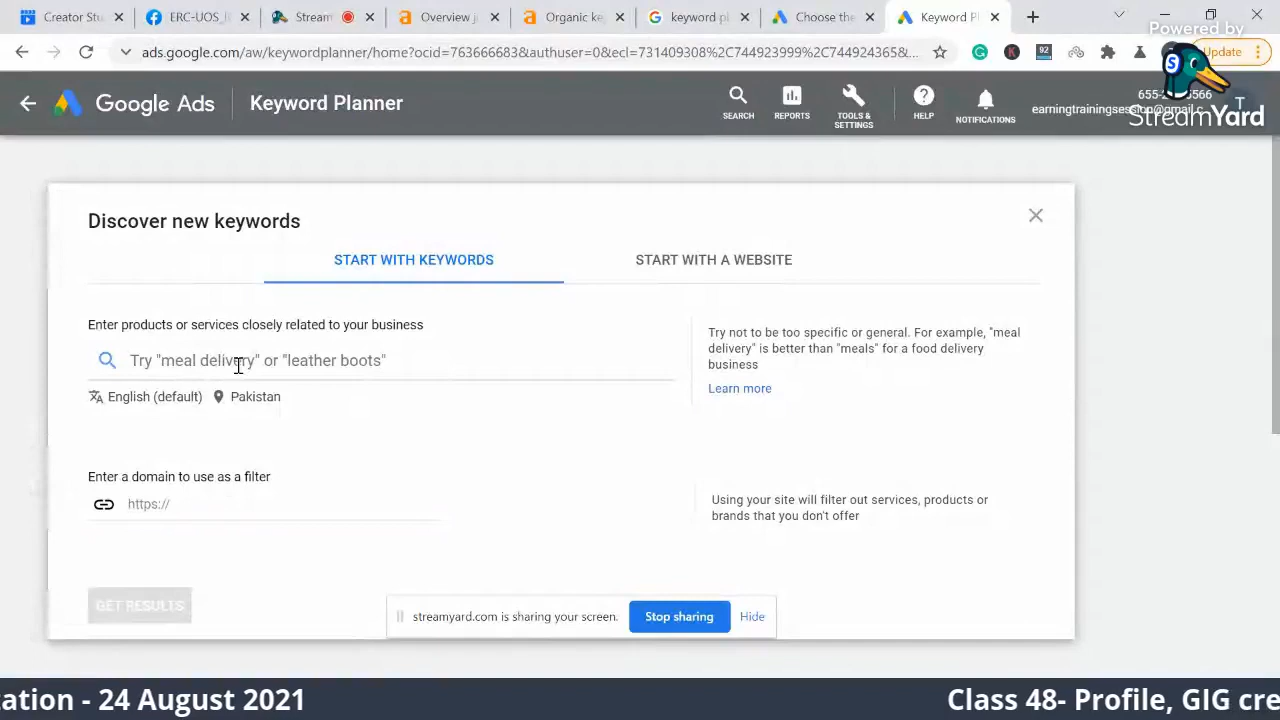 Creator Stu
ERC-UOS_I
Stream
Overview j
Organic ke
keyword pl
Choose the
Keyword Pl
Powered by
ads.google.com/aw/keywordplanner/home?ocid=763666683&authuser=0&ecl=731409308%2C744923999%2C744924365&...
92
Update
Google Ads
Keyword Planner
SEARCH
REPORTS
TOOLS &
SETTINGS
HELP
NOTIFICATIONS
StreamYard
Discover new keywords
START WITH KEYWORDS
START WITH A WEBSITE
Enter products or services closely related to your business
Try "meal delivery" or "leather boots"
English (default)
Pakistan
Try not to be too specific or general. For example, "meal
delivery" is better than "meals" for a food delivery
business
Learn more
Enter a domain to use as a filter
https://
Using your site will filter out services, products or
brands that you don't offer
GET RESULTS
streamyard.com is sharing your screen.
Stop sharing
Hide
ation - 24 August 2021
Class 48- Profile, GIG cre